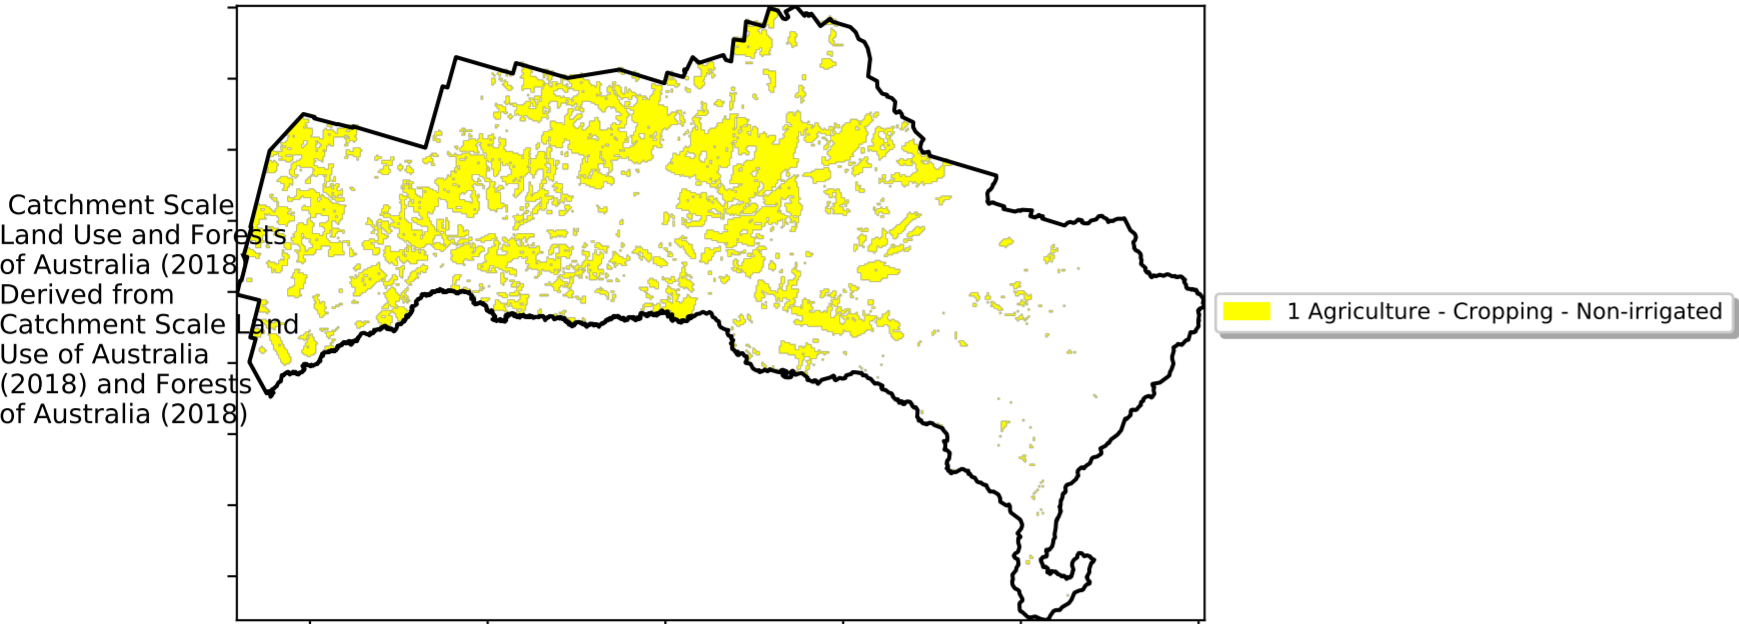 Catchment Scale
Land Use and Forests
of Australia (2018)
Derived from
Catchment Scale Land
Use of Australia
(2018) and Forests
of Australia (2018)
1 Agriculture - Cropping - Non-irrigated